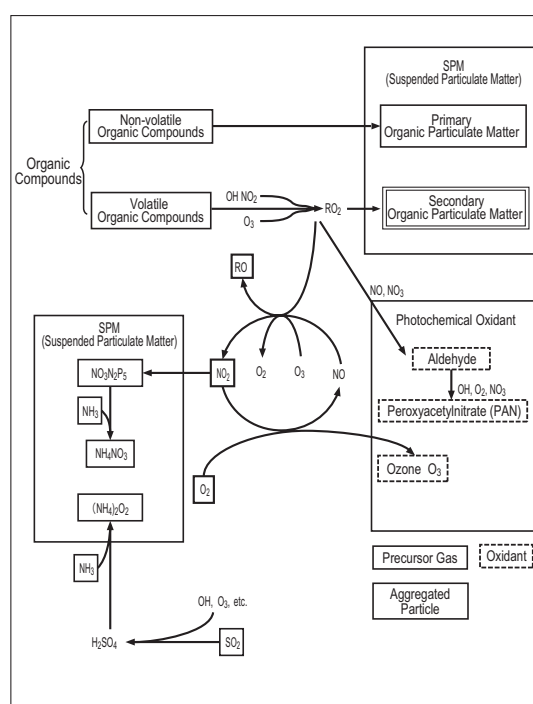 SPM
(Suspended Particulate Matter)
Non-volatile
Organic Compounds
Primary
Organic Particulate Matter
Organic
Compounds
Volatile
Organic Compounds
OH NO2
O3
RO2
Secondary
Organic Particulate Matter
RO
NO, NO3
SPM
(Suspended Particulate Matter)
Photochemical Oxidant
NO3N2P5
NO2
O2
O3
NO
Aldehyde
OH, O2, NO3
NH3
Peroxyacetylnitrate (PAN)
NH4NO3
Ozone O3
O2
(NH4)2O2
Precursor Gas
Oxidant
NH3
Aggregated
Particle
OH, O3, etc.
H2SO4
SO2